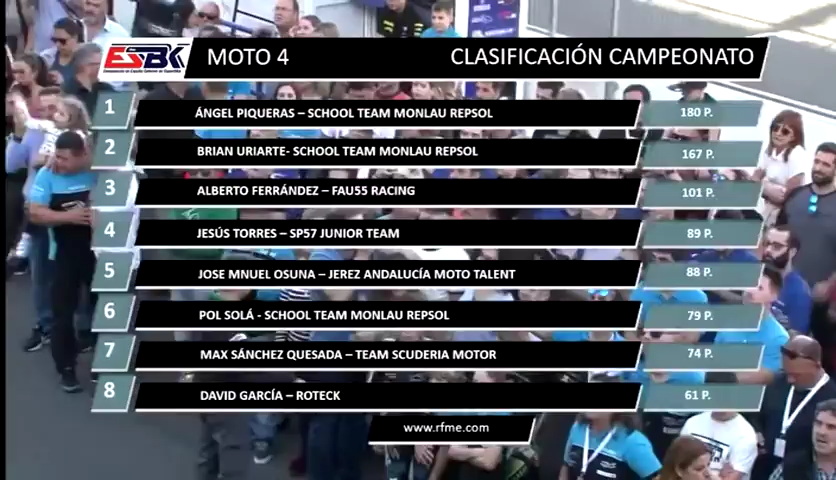 ESBK
MOTO 4
CLASIFICACIÓN CAMPEONATO
1 ÁNGEL PIQUERAS – SCHOOL TEAM MONLAU REPSOL 180 P.
2 BRIAN URIARTE- SCHOOL TEAM MONLAU REPSOL 167 P.
3 ALBERTO FERRÁNDEZ – FAU55 RACING 101 P.
4 JESÚS TORRES – SP57 JUNIOR TEAM 89 P.
5 JOSE MNUEL OSUNA – JEREZ ANDALUCÍA MOTO TALENT 88 P.
6 POL SOLÁ - SCHOOL TEAM MONLAU REPSOL 79 P.
7 MAX SÁNCHEZ QUESADA – TEAM SCUDERIA MOTOR 74 P.
8 DAVID GARCÍA – ROTECK 61 P.
www.rfme.com